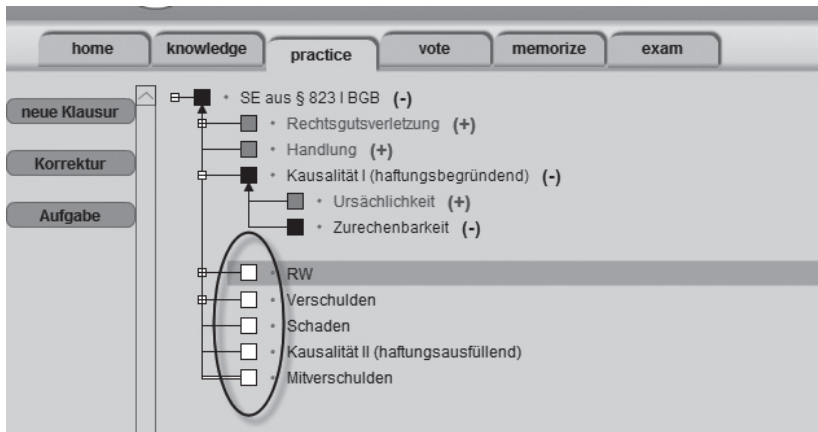 home knowledge practice vote memorize exam
neue Klausur
Korrektur
Aufgabe
SE aus § 823 I BGB (-)
Rechtsgutsverletzung (+)
Handlung (+)
Kausalität I (haftungsbegründend) (-)
Ursächlichkeit (+)
Zurechenbarkeit (-)
RW
Verschulden
Schaden
Kausalität II (haftungsausfüllend)
Mitverschulden